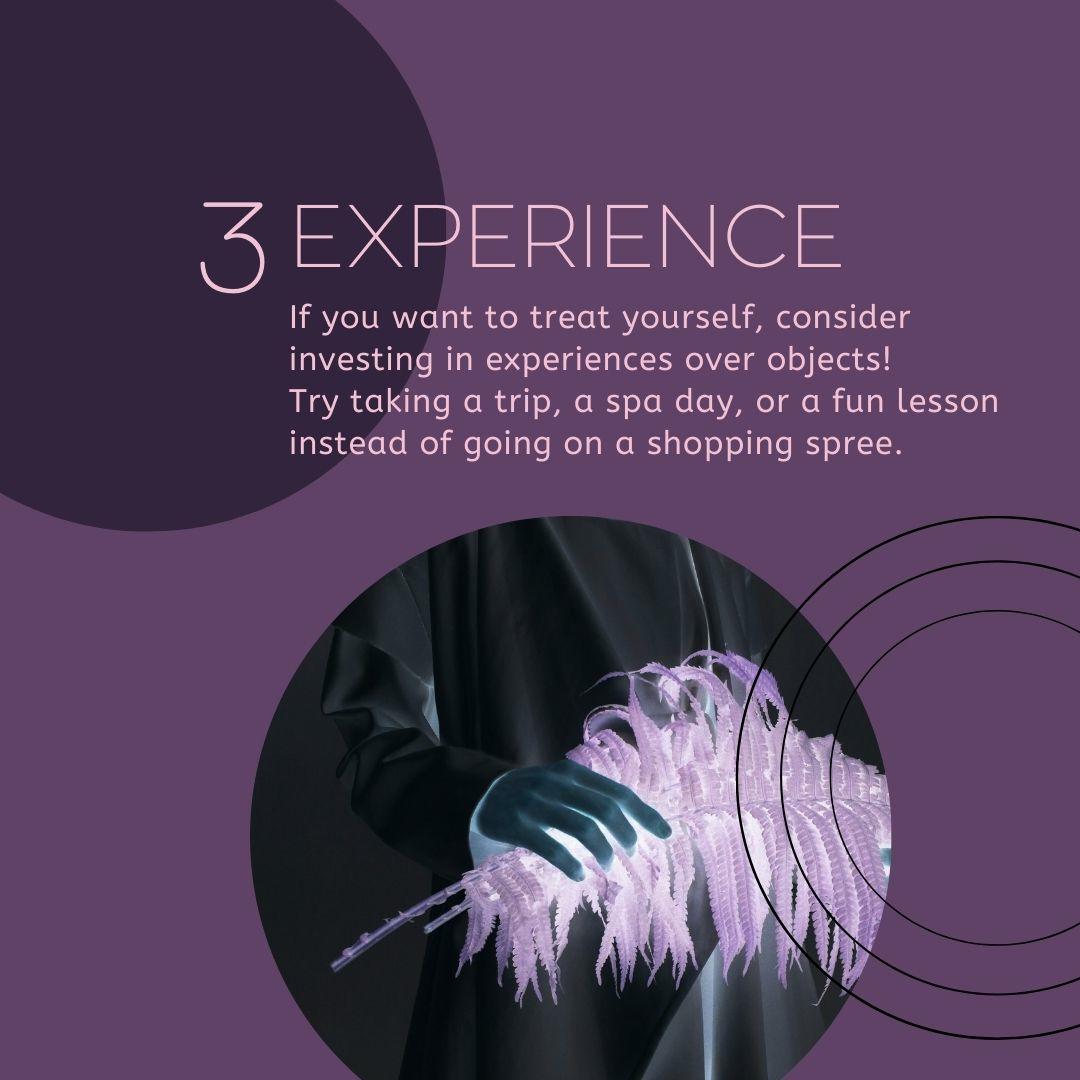 3 EXPERIENCE
If you want to treat yourself, consider
investing in experiences over objects!
Try taking a trip, a spa day, or a fun lesson
instead of going on a shopping spree.